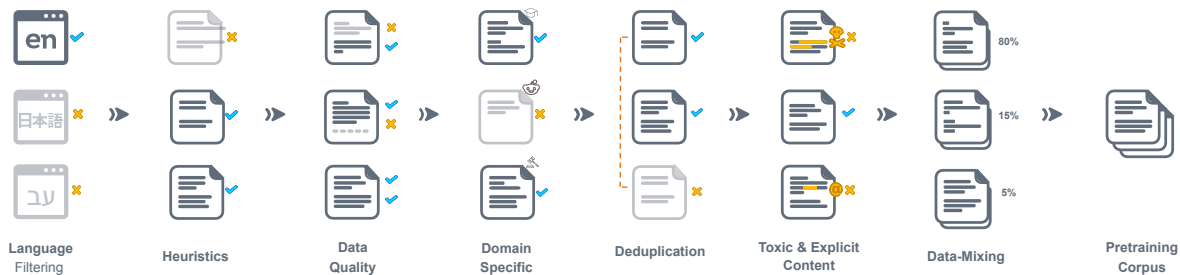 en
日本語
עב
@
80%
15%
5%
Language
Filtering
Heuristics
Data
Quality
Domain
Specific
Deduplication
Toxic & Explicit
Content
Data-Mixing
Pretraining
Corpus